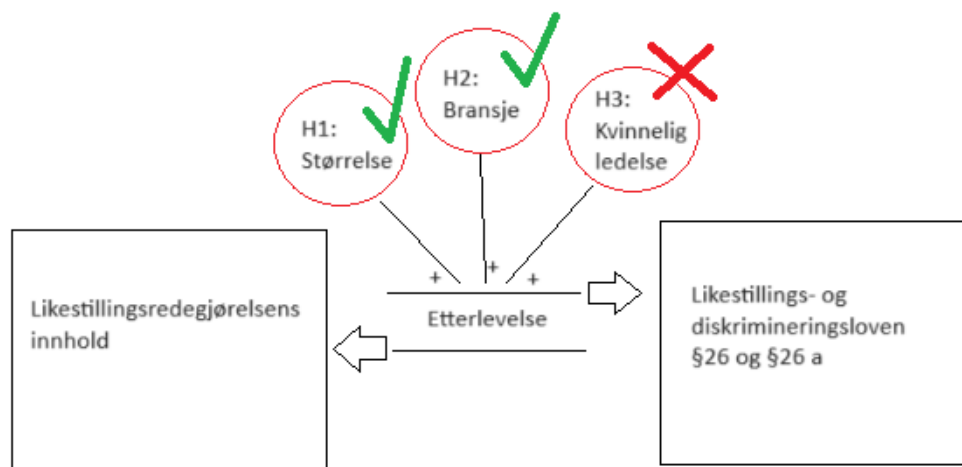 H1:
Størrelse
H2:
Bransje
H3:
Kvinnelig
ledelse
+
+
+
Likestillingsredegjørelsens
innhold
Etterlevelse
Likestillings- og
diskrimineringsloven
§26 og §26 a